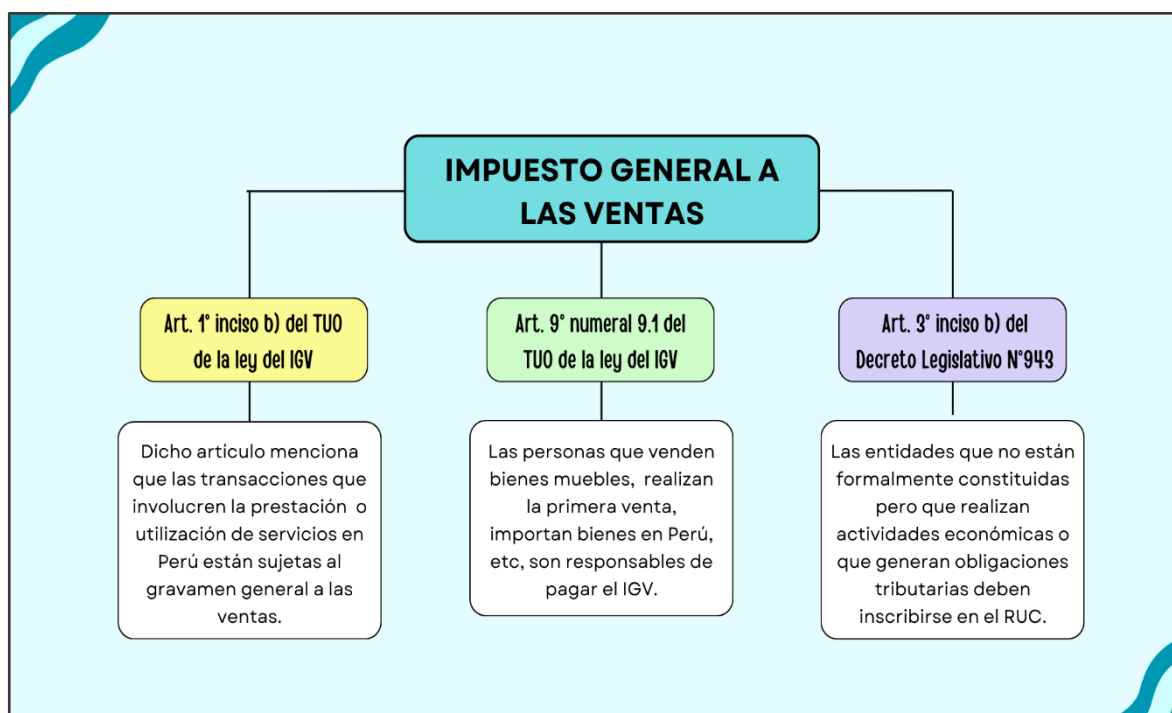 IMPUESTO GENERAL A
LAS VENTAS
Art. 1° inciso b) del TUO
de la ley del IGV
Dicho artículo menciona
que las transacciones que
involucren la prestación o
utilización de servicios en
Perú están sujetas al
gravamen general a las
ventas.
Art. 9° numeral 9.1 del
TUO de la ley del IGV
Las personas que venden
bienes muebles, realizan
la primera venta,
importan bienes en Perú,
etc, son responsables de
pagar el IGV.
Art. 3° inciso b) del
Decreto Legislativo N°943
Las entidades que no están
formalmente constituidas
pero que realizan
actividades económicas o
que generan obligaciones
tributarias deben
inscribirse en el RUC.